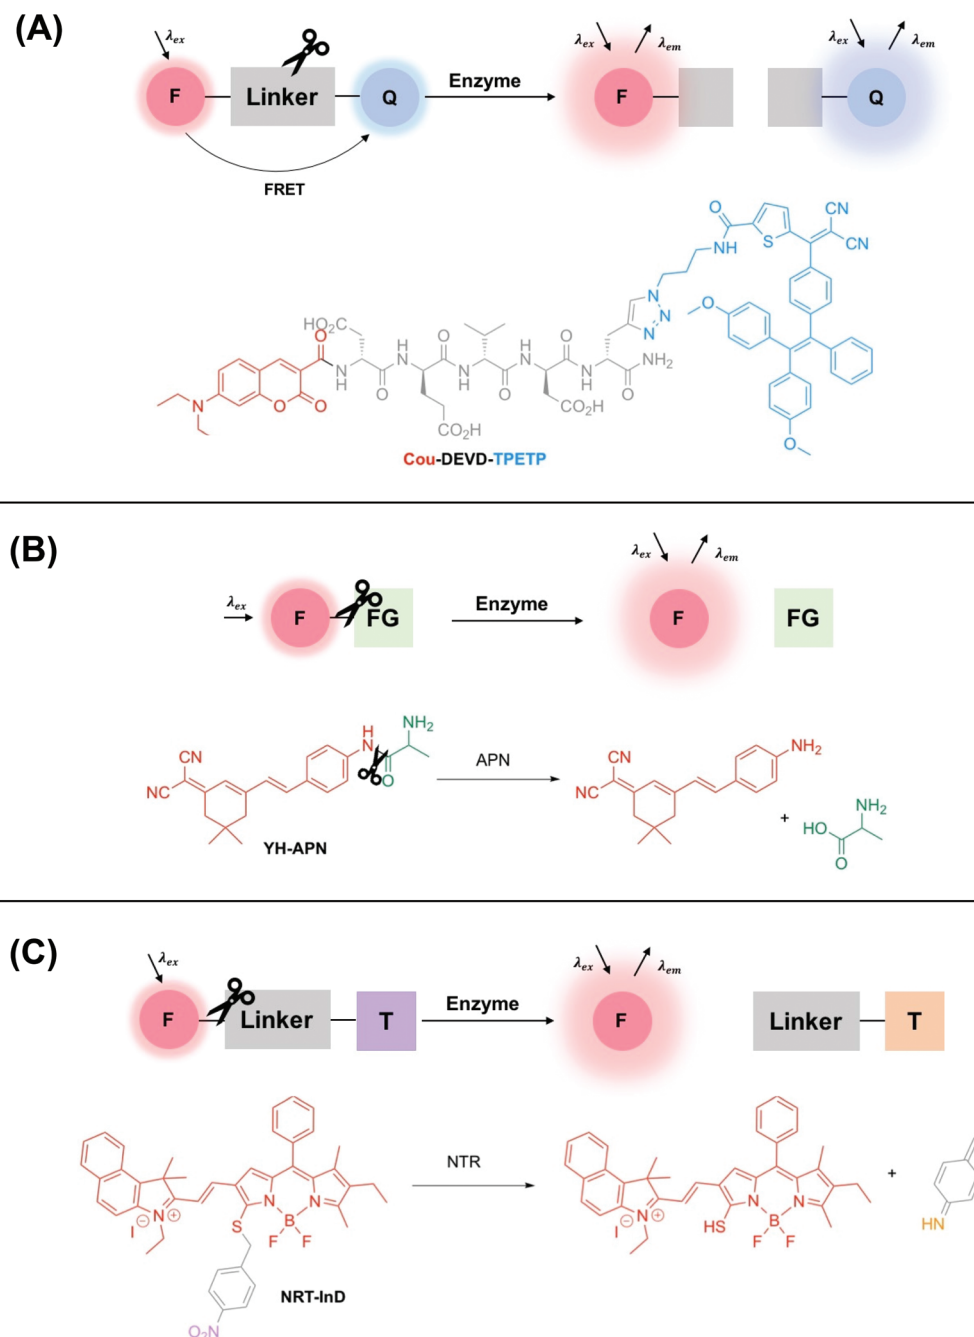 (A)
λex
λex
λem
λex
λem
F
Linker
Q
Enzyme
F
Q
FRET
O
NH
S
CN
CN
N
N
N
O
O
HO2C
O
N
H
O
H
N
O
CO2H
O
N
H
O
H
N
O
CO2H
O
N
H
O
NH2
N
O
O
Cou-DEVD-TPETP
(B)
λex
λem
λex
F
FG
Enzyme
F
FG
CN
NC
H
N
NH2
O
YH-APN
APN
CN
NC
NH2
+
HO
NH2
O
(C)
λex
λex
λem
F
Linker
T
Enzyme
F
Linker
T
I⊖
N⊕
S
N
B
N
F
F
O2N
NRT-InD
NTR
I⊖
N⊕
HS
N
B
N
F
F
+
HN